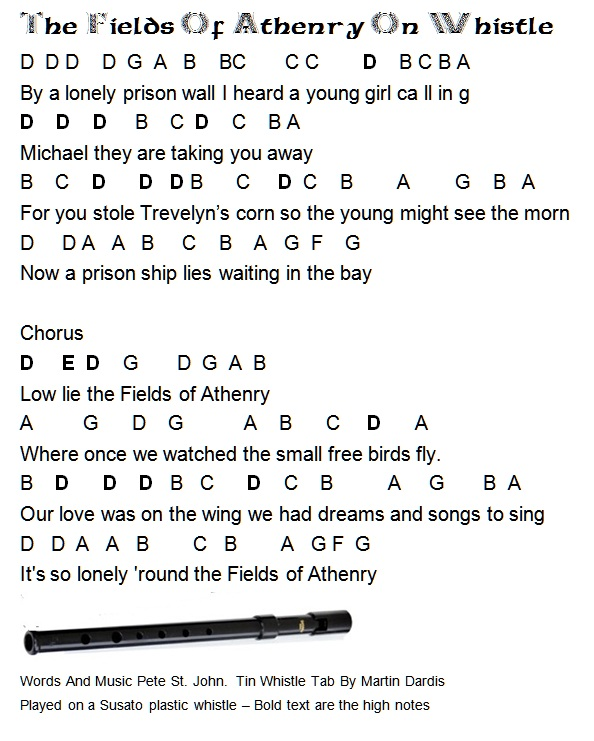 The Fields Of Athenry On Whistle
D D D D G A B BC C C D B C B A
By a lonely prison wall I heard a young girl ca ll in g
D D D B C D C B A
Michael they are taking you away
B C D D D B C D C B A G B A
For you stole Trevelyn’s corn so the young might see the morn
D D A A B C B A G F G
Now a prison ship lies waiting in the bay
Chorus
D E D G D G A B
Low lie the Fields of Athenry
A G D G A B C D A
Where once we watched the small free birds fly.
B D D D B C D C B A G B A
Our love was on the wing we had dreams and songs to sing
D D A A B C B A G F G
It's so lonely 'round the Fields of Athenry
Words And Music Pete St. John. Tin Whistle Tab By Martin Dardis
Played on a Susato plastic whistle – Bold text are the high notes